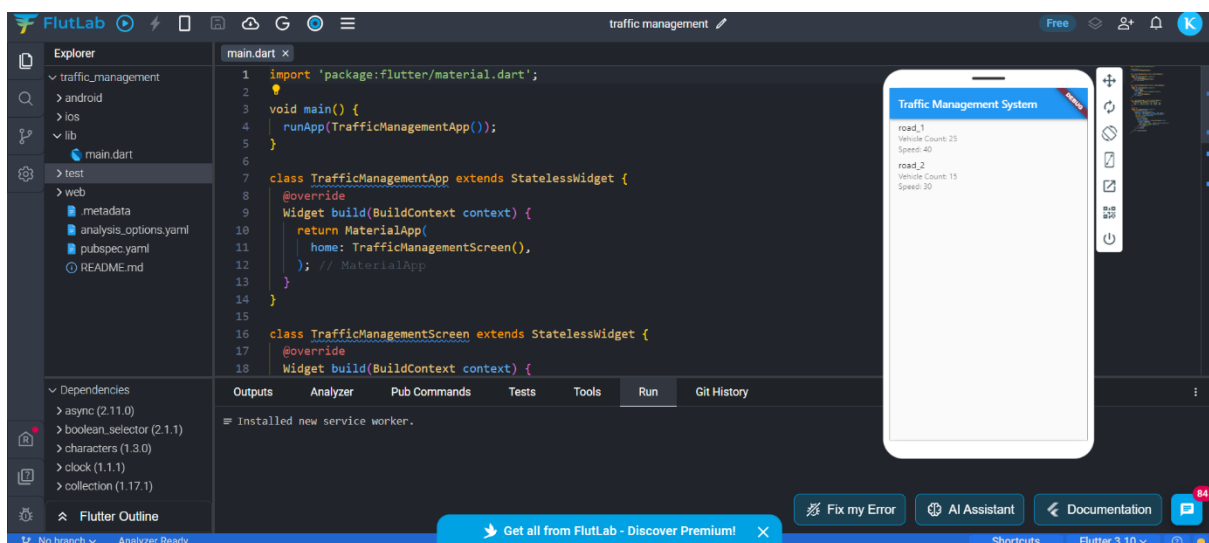 FlutLab
traffic management
Free
K
Explorer
traffic_management
android
ios
lib
main.dart
test
web
.metadata
analysis_options.yaml
pubspec.yaml
README.md
main.dart ×
1 import 'package:flutter/material.dart';
2
3 void main() {
4 runApp(TrafficManagementApp());
5 }
6
7 class TrafficManagementApp extends StatelessWidget {
8 @override
9 Widget build(BuildContext context) {
10 return MaterialApp(
11 home: TrafficManagementScreen(),
12 ); // MaterialApp
13 }
14 }
15
16 class TrafficManagementScreen extends StatelessWidget {
17 @override
18 Widget build(BuildContext context) {
Traffic Management System
DEBUG
road_1
Vehicle Count: 25
Speed: 40
road_2
Vehicle Count: 15
Speed: 30
Dependencies
async (2.11.0)
boolean_selector (2.1.1)
characters (1.3.0)
clock (1.1.1)
collection (1.17.1)
Flutter Outline
Outputs Analyzer Pub Commands Tests Tools Run Git History
Installed new service worker.
Fix my Error
AI Assistant
Documentation
84
Get all from FlutLab - Discover Premium! ×
No branch
Analyzer Ready
Shortcuts
Flutter 3.10